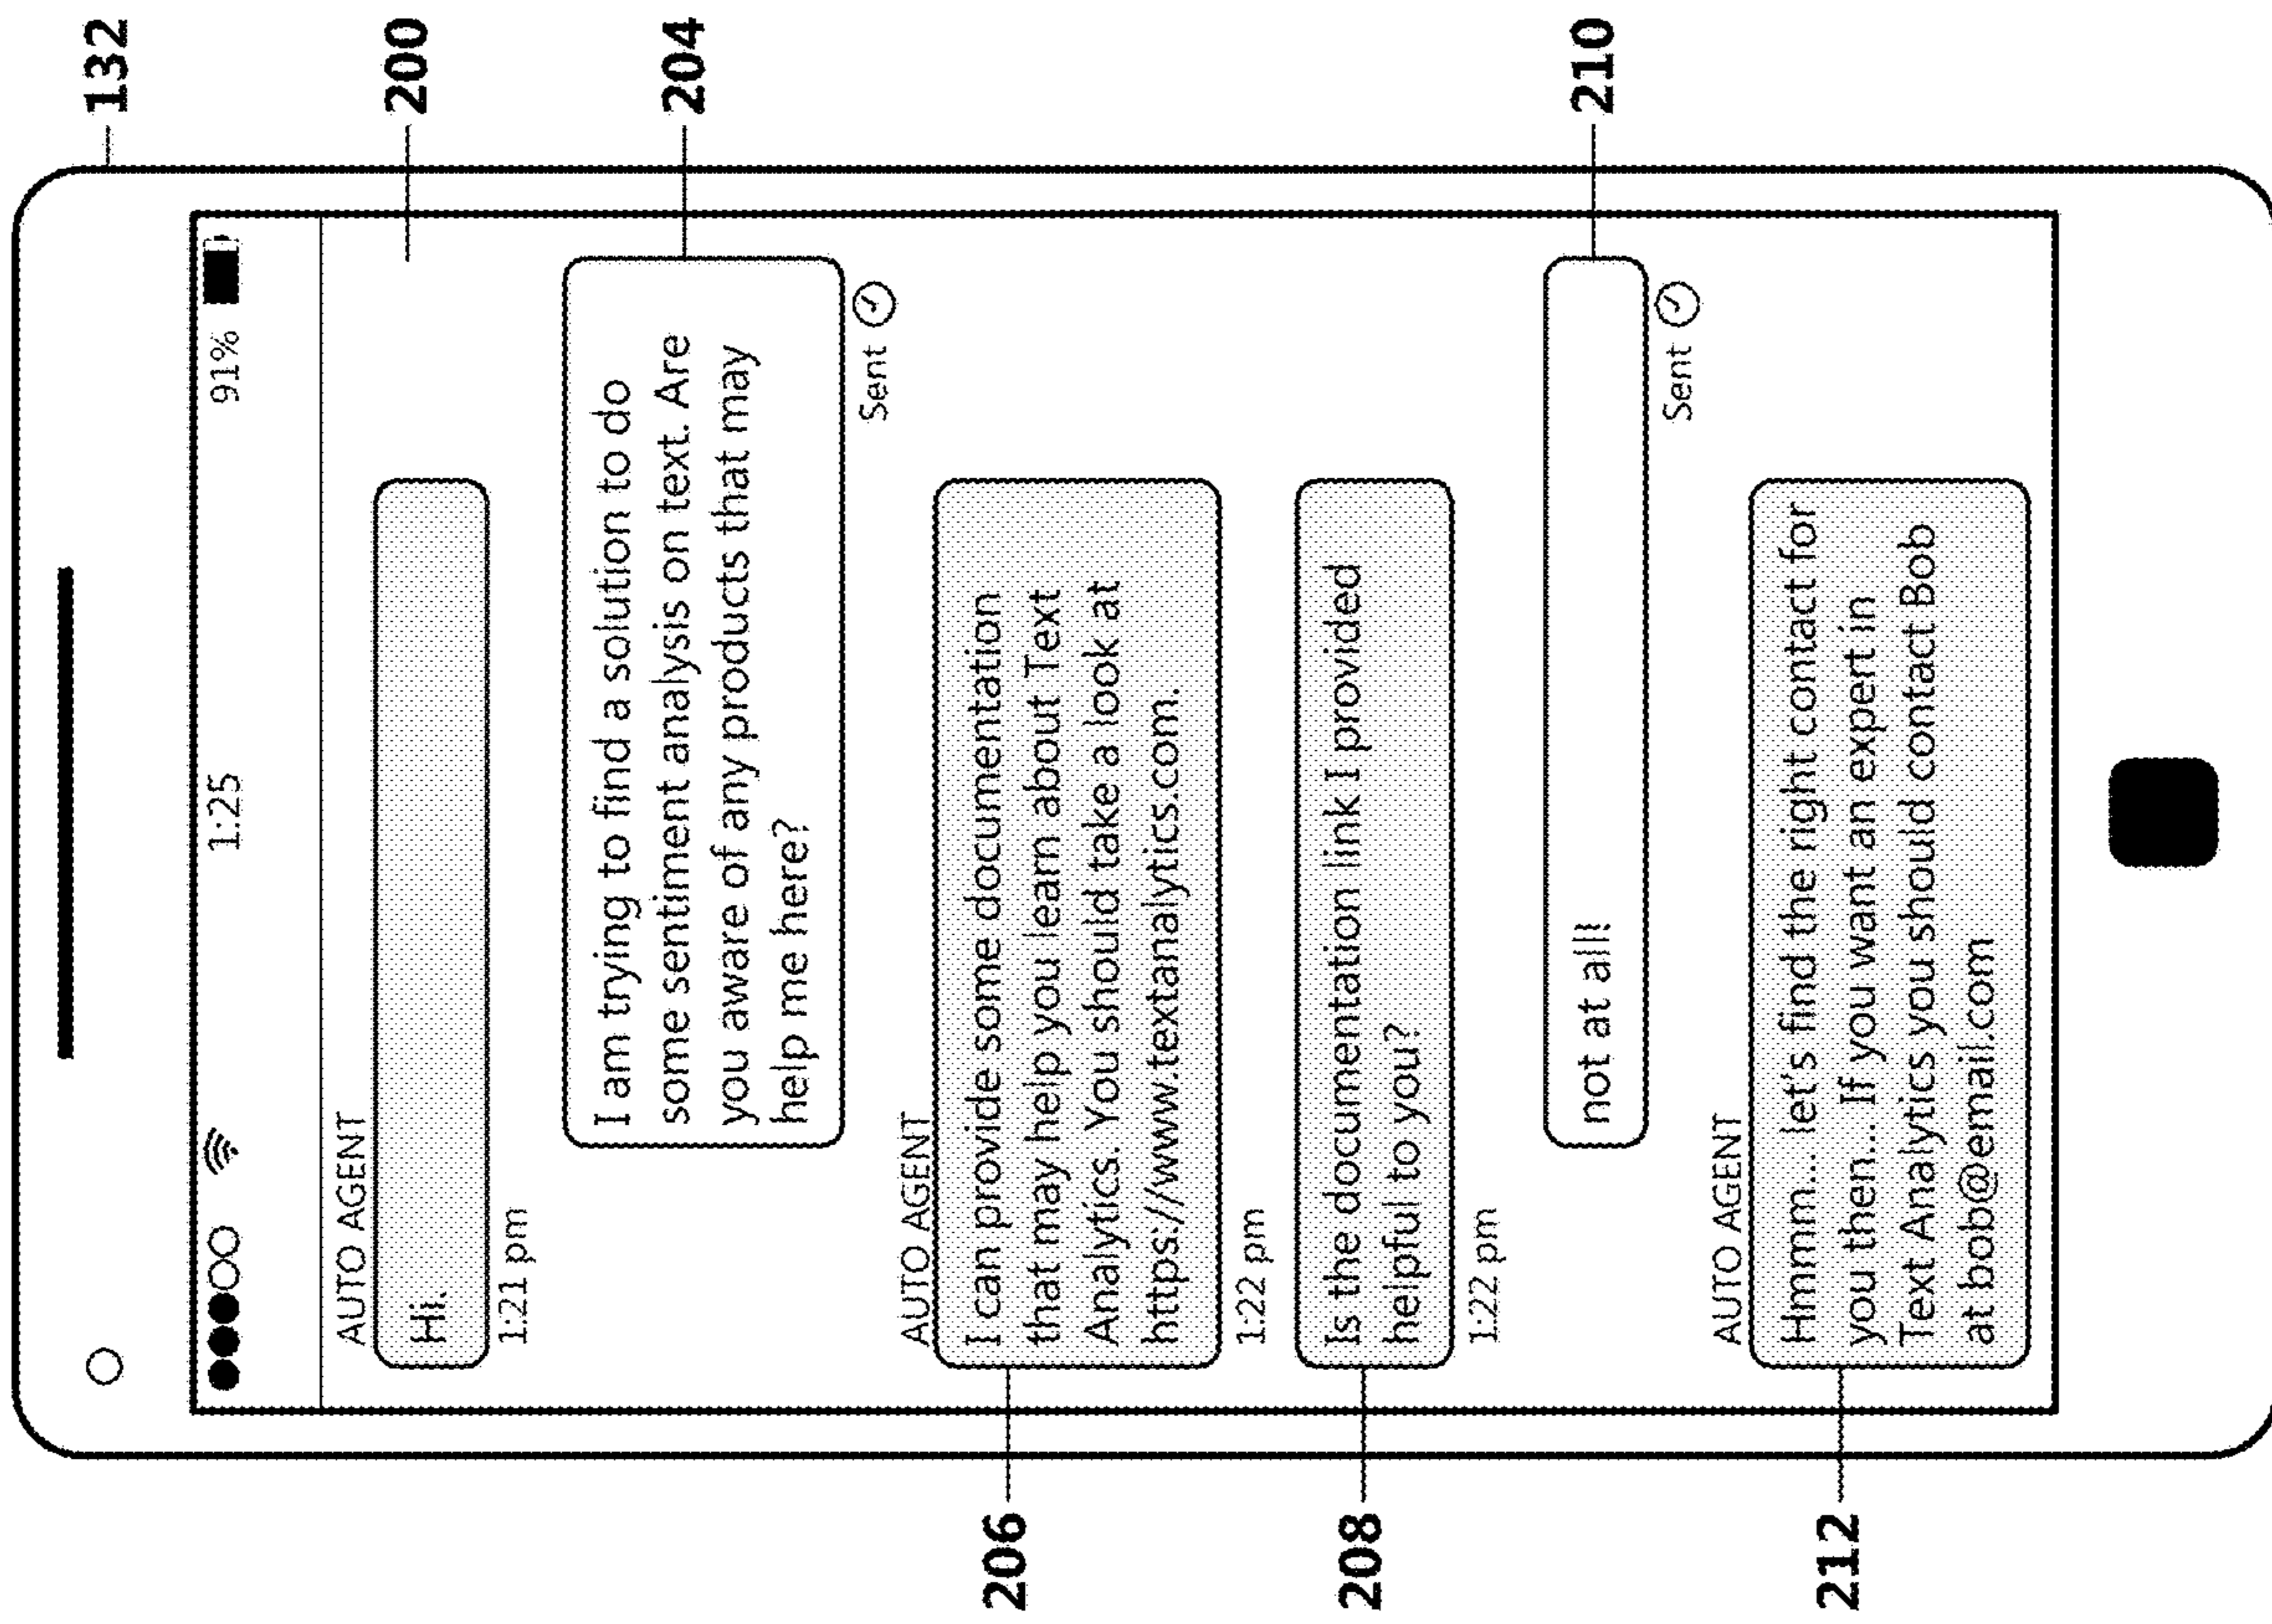 132
1:25 91%
200
AUTO AGENT
Hi.
1:21 pm
204
I am trying to find a solution to do
some sentiment analysis on text. Are
you aware of any products that may
help me here?
Sent
AUTO AGENT
206
I can provide some documentation
that may help you learn about Text
Analytics. You should take a look at
https://www.textanalytics.com.
1:22 pm
208
Is the documentation link I provided
helpful to you?
1:22 pm
210
not at all!
Sent
AUTO AGENT
212
Hmmm... let's find the right contact for
you then... If you want an expert in
Text Analytics you should contact Bob
at bob@email.com